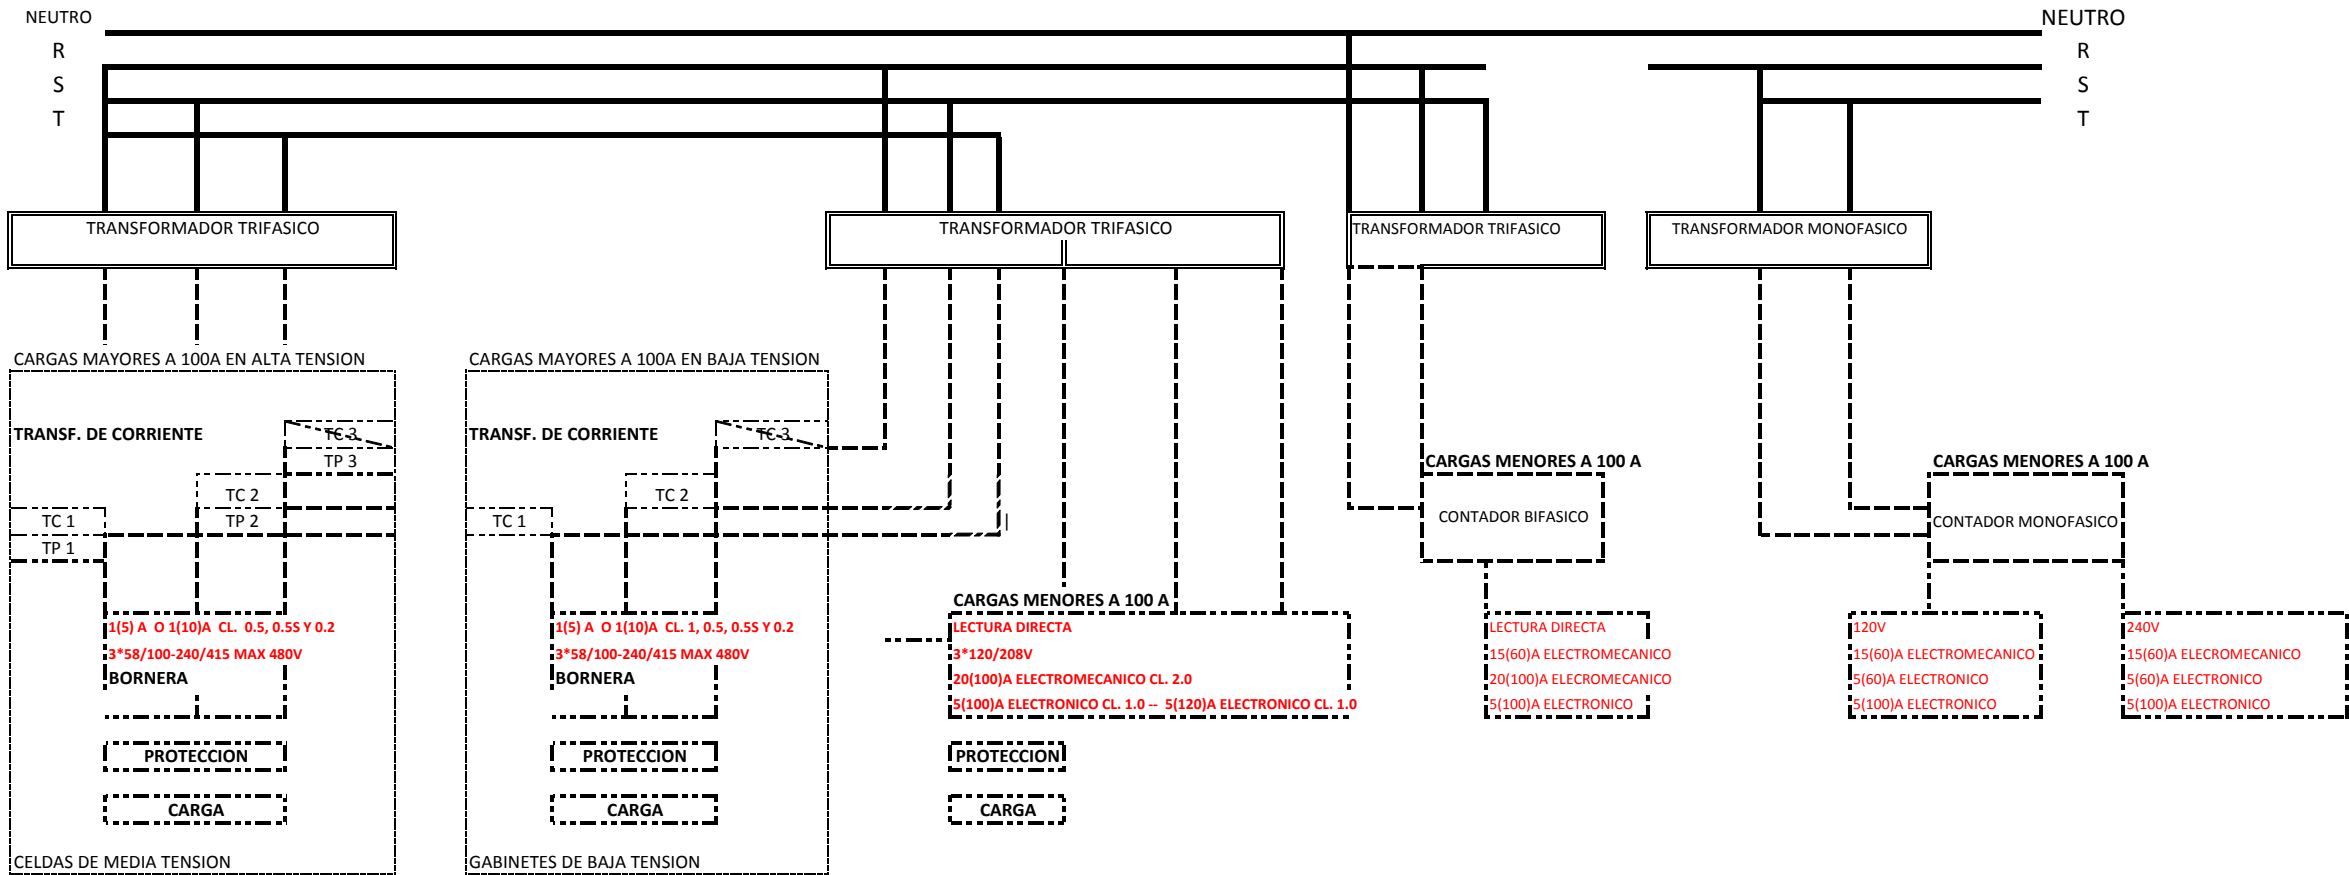 NEUTRO
NEUTRO
R
R
S
S
T
T
TRANSFORMADOR TRIFASICO
TRANSFORMADOR TRIFASICO
TRANSFORMADOR TRIFASICO
TRANSFORMADOR MONOFASICO
CARGAS MAYORES A 100A EN ALTA TENSION
TRANSF. DE CORRIENTE
TC 3
TP 3
TC 2
TC 1
TP 2
TP 1
1(5) A  O 1(10)A  CL.  0.5, 0.5S Y 0.2
3*58/100-240/415 MAX 480V
BORNERA
PROTECCION
CARGA
CELDAS DE MEDIA TENSION
CARGAS MAYORES A 100A EN BAJA TENSION
TRANSF. DE CORRIENTE
TC 3
TC 2
TC 1
1(5) A  O 1(10)A  CL. 1, 0.5, 0.5S Y 0.2
3*58/100-240/415 MAX 480V
BORNERA
PROTECCION
CARGA
GABINETES DE BAJA TENSION
CARGAS MENORES A 100 A
LECTURA DIRECTA
3*120/208V
20(100)A ELECTROMECANICO CL. 2.0
5(100)A ELECTRONICO CL. 1.0 -- 5(120)A ELECTRONICO CL. 1.0
PROTECCION
CARGA
CARGAS MENORES A 100 A
CONTADOR BIFASICO
LECTURA DIRECTA
15(60)A ELECTROMECANICO
20(100)A ELECROMECANICO
5(100)A ELECTRONICO
CARGAS MENORES A 100 A
CONTADOR MONOFASICO
120V
15(60)A ELECTROMECANICO
5(60)A ELECTRONICO
5(100)A ELECTRONICO
240V
15(60)A ELECROMECANICO
5(60)A ELECTRONICO
5(100)A ELECTRONICO